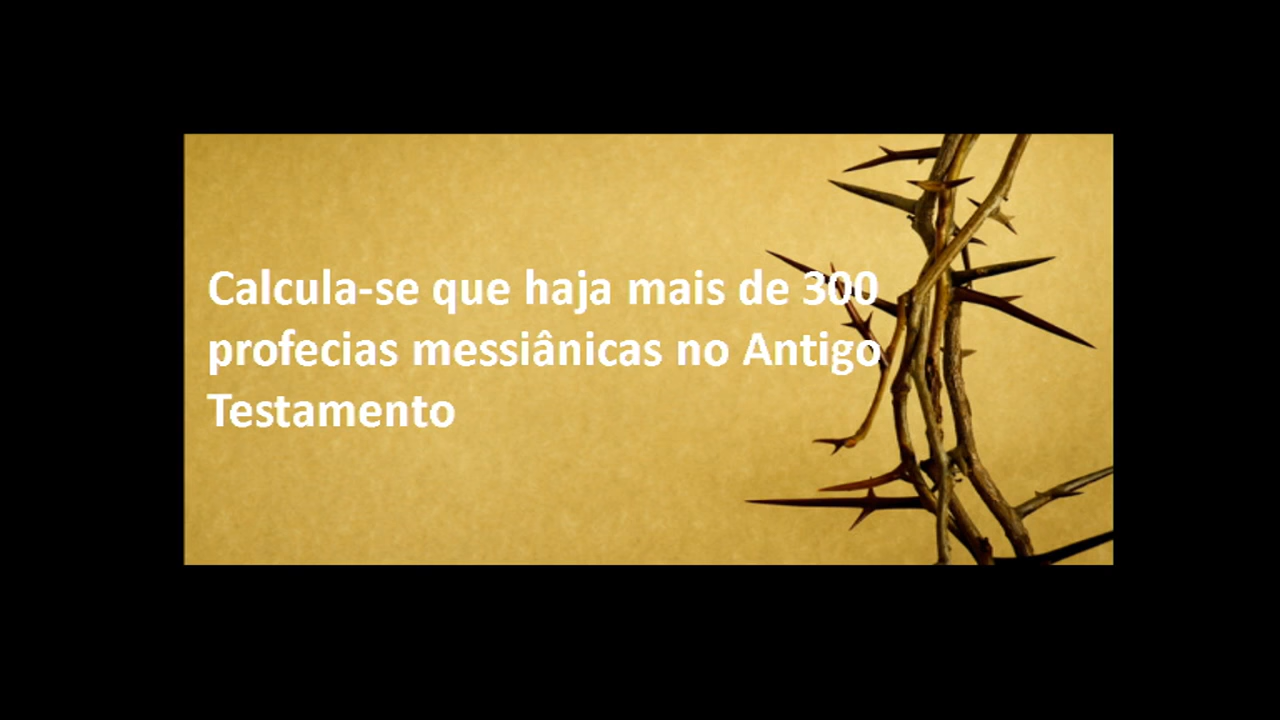 Calcula-se que haja mais de 300
profecias messiânicas no Antigo
Testamento